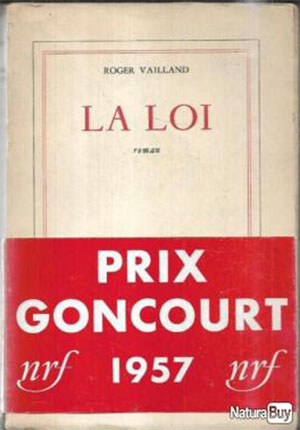 ROGER VAILLAND
LA LOI
roman
PRIX
GONCOURT
nrf 1957 nrf
NaturaBuy